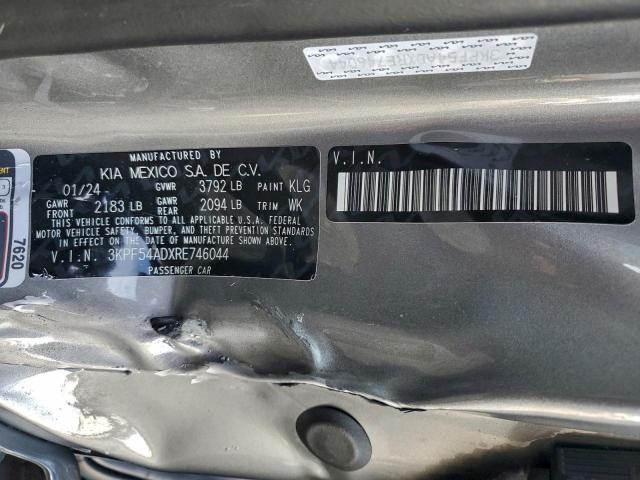 MANUFACTURED BY
KIA MEXICO S.A. DE C.V.
01/24 GVWR 3792 LB PAINT KLG
GAWR FRONT 2183 LB GAWR REAR 2094 LB TRIM WK
THIS VEHICLE CONFORMS TO ALL APPLICABLE U.S.A. FEDERAL
MOTOR VEHICLE SAFETY, BUMPER, AND THEFT PREVENTION STANDARDS
IN EFFECT ON THE DATE OF MANUFACTURE SHOWN ABOVE.
V.I.N. 3KPF54ADXRE746044
PASSENGER CAR
V.I.N.
7620